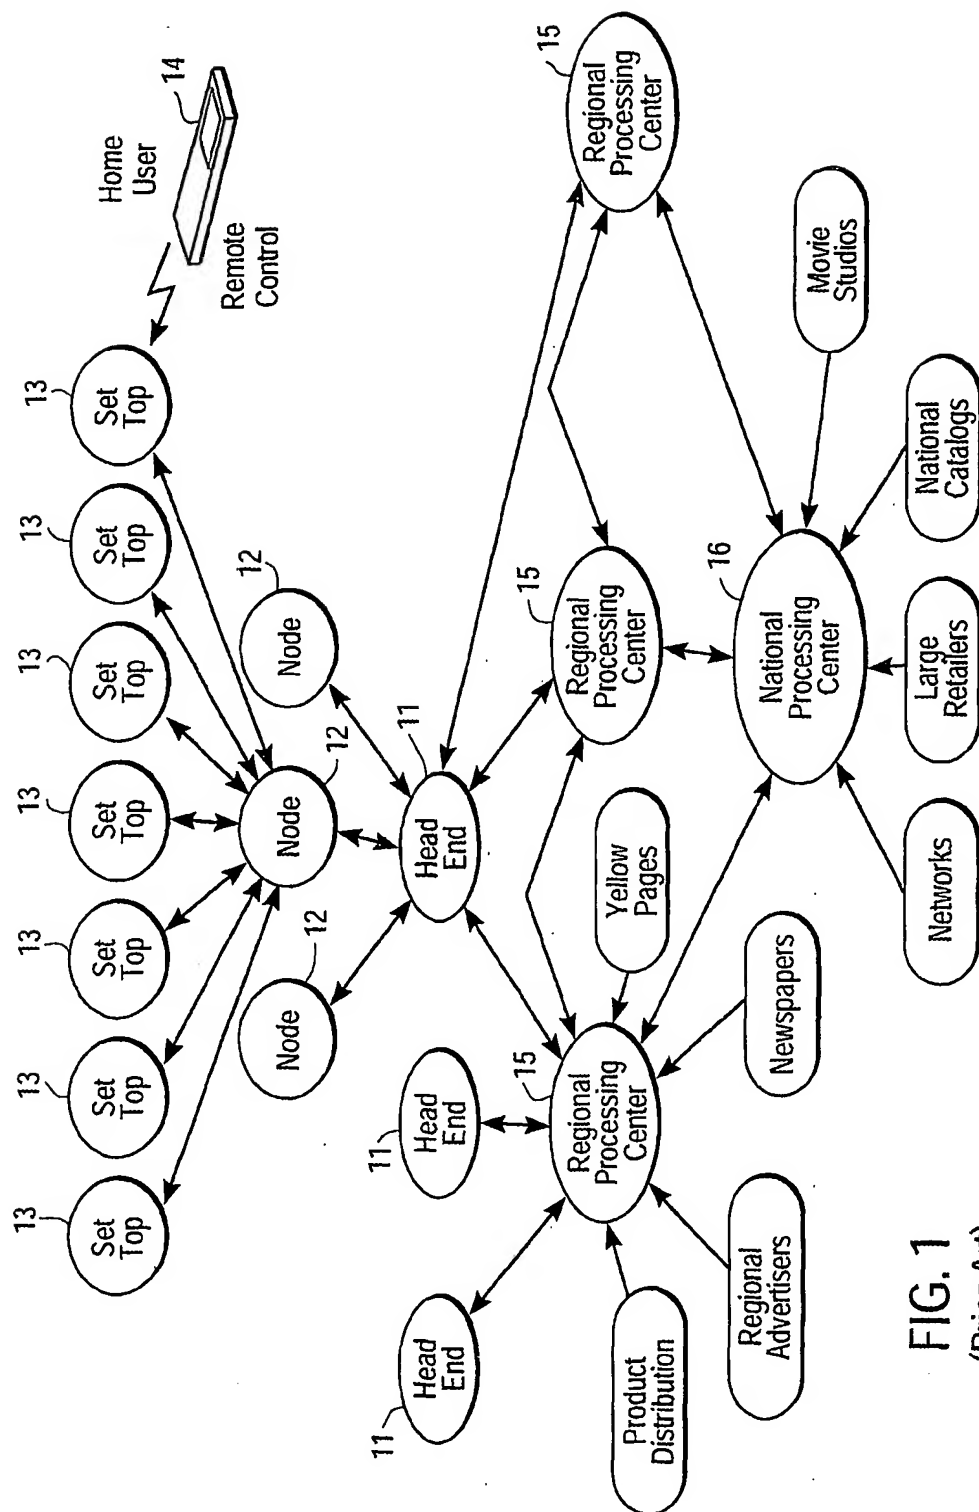 13
13
13
13
13
13
13
Set
Top
Set
Top
Set
Top
Set
Top
Set
Top
Set
Top
Set
Top
Home
User
14
Remote
Control
12
12
12
Node
Node
Node
11
11
11
Head
End
Head
End
Head
End
15
15
15
Regional
Processing
Center
Regional
Processing
Center
Regional
Processing
Center
Yellow
Pages
Product
Distribution
16
National
Processing
Center
Regional
Advertisers
Newspapers
Movie
Studios
Networks
Large
Retailers
National
Catalogs
FIG. 1
(Prior Art)